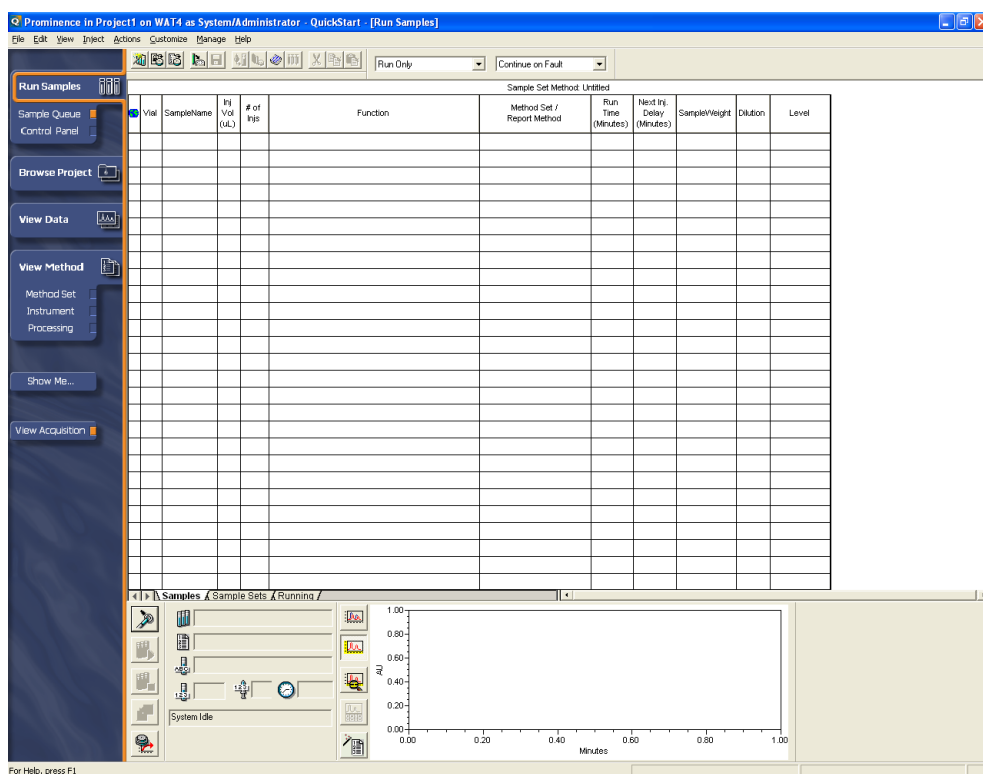 Prominence in Project1 on WAT4 as System/Administrator - QuickStart - [Run Samples]
File Edit View Inject Actions Customize Manage Help
Run Only
Continue on Fault
Run Samples
Sample Queue
Control Panel
Browse Project
View Data
View Method
Method Set
Instrument
Processing
Show Me...
View Acquisition
Sample Set Method: Untitled
Vial SampleName Inj Vol (uL) # of Injs Function Method Set / Report Method Run Time (Minutes) Next Inj. Delay (Minutes) SampleWeight Dilution Level
Samples Sample Sets Running
System Idle
1.00
0.80
0.60
0.40
0.20
0.00
AU
0.00 0.20 0.40 0.60 0.80 1.00
Minutes
For Help, press F1